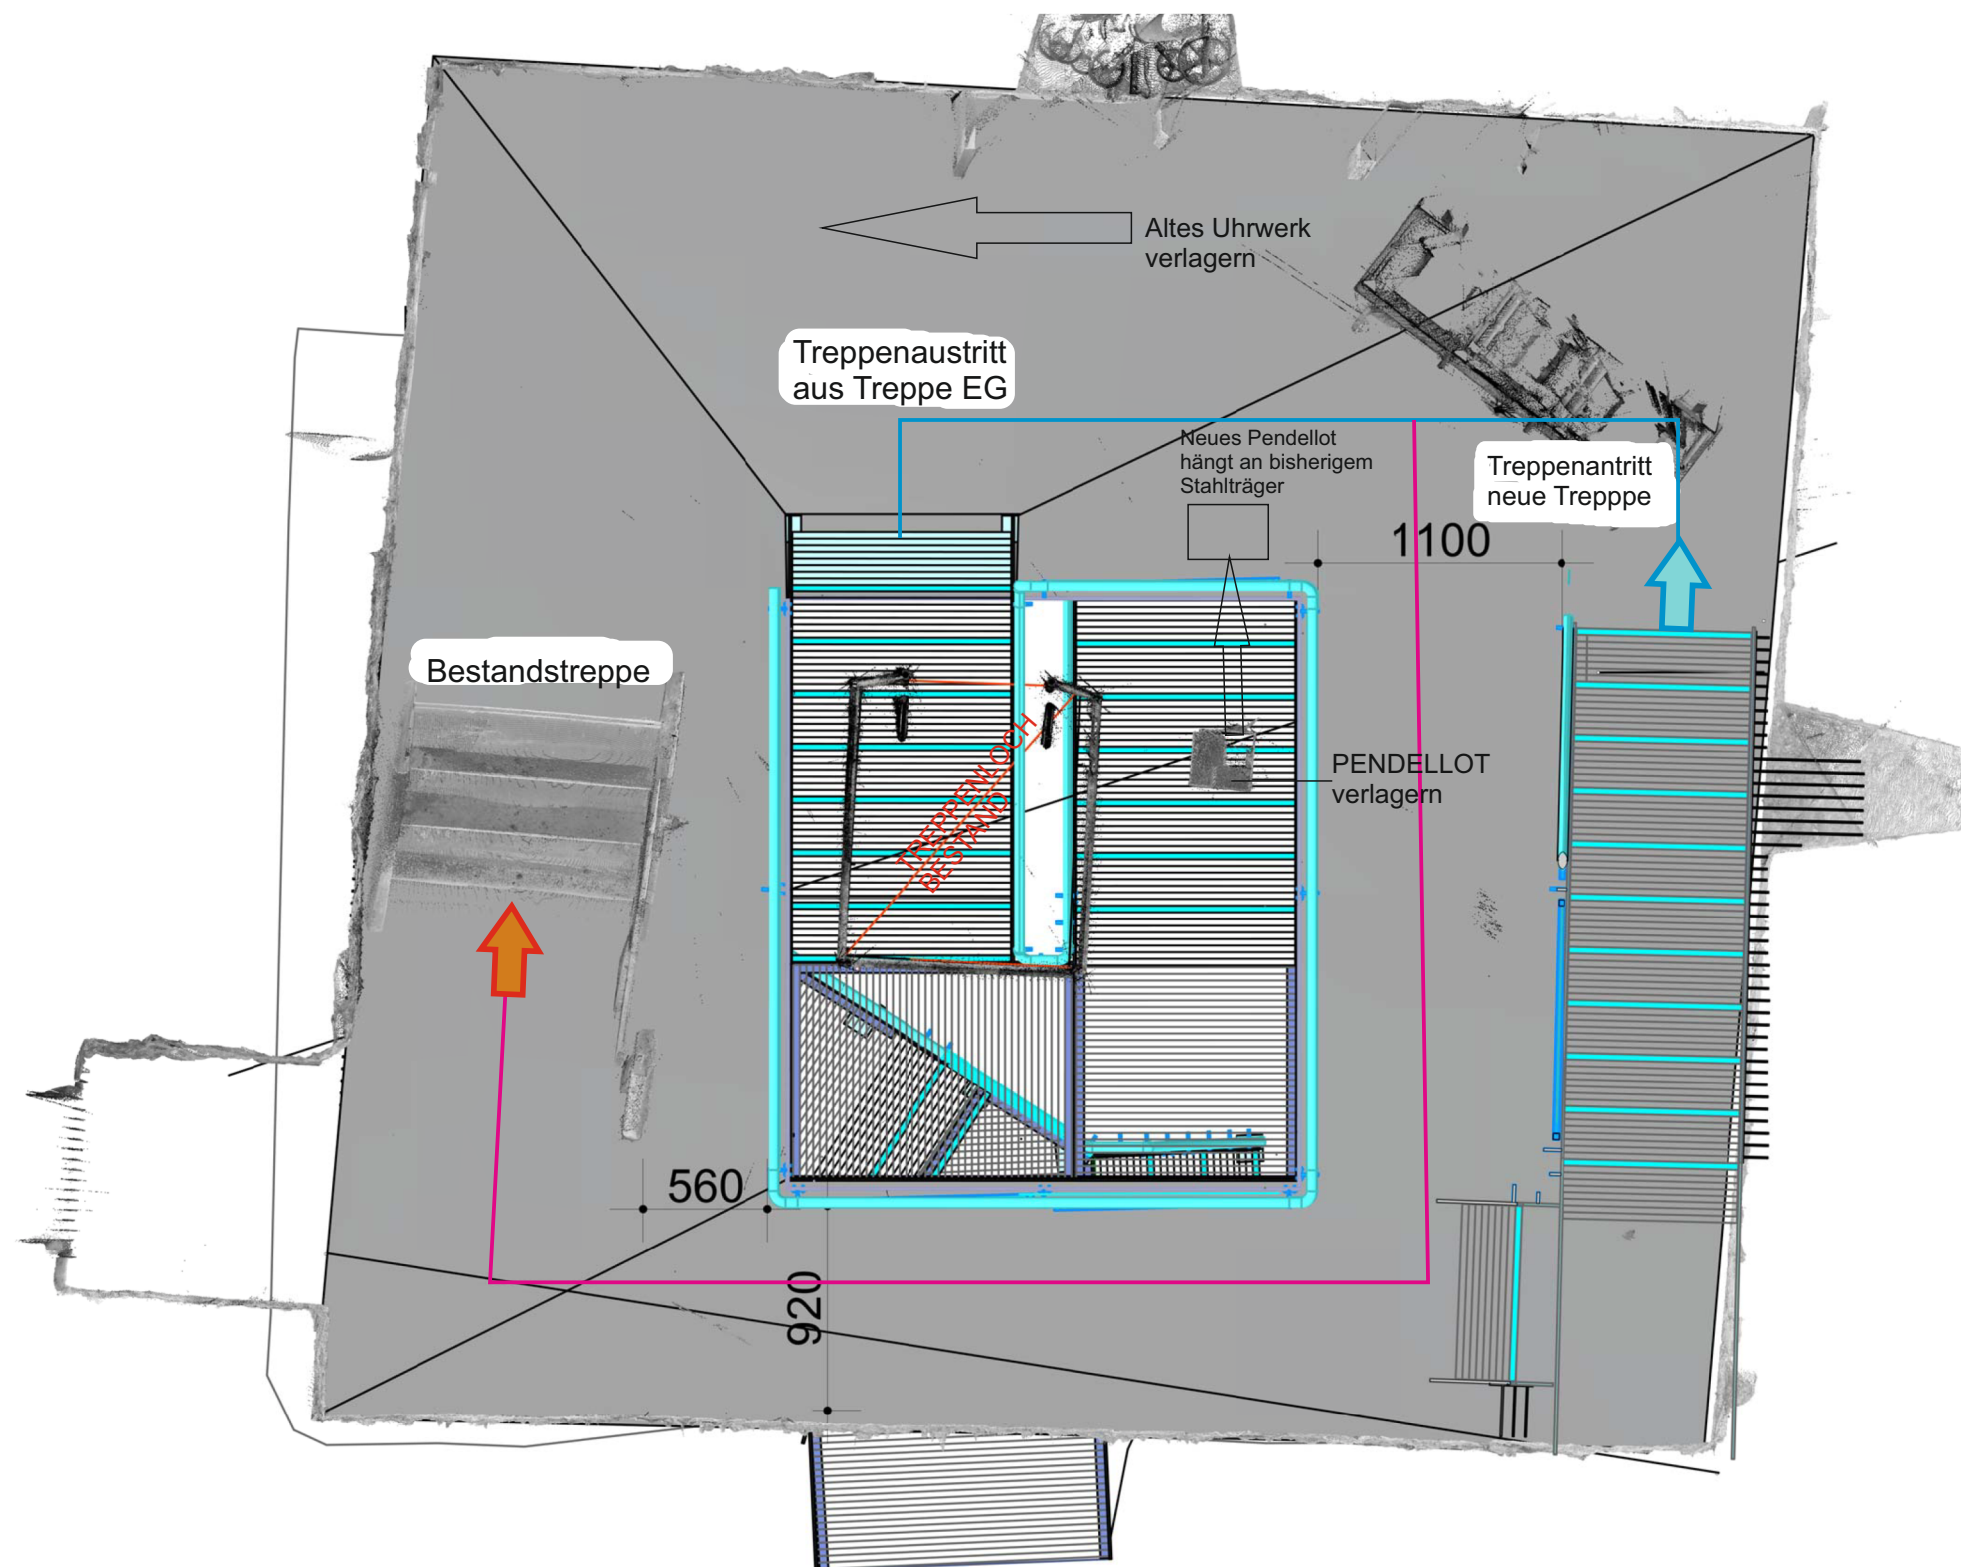 Altes Uhrwerk
verlagern
Treppenaustritt
aus Treppe EG
Neues Pendellot
hängt an bisherigem
Stahlträger
Treppenantritt
neue Trepppe
1100
Bestandstreppe
TREPPENLOCH
BESTAND
PENDELLOT
verlagern
560
920